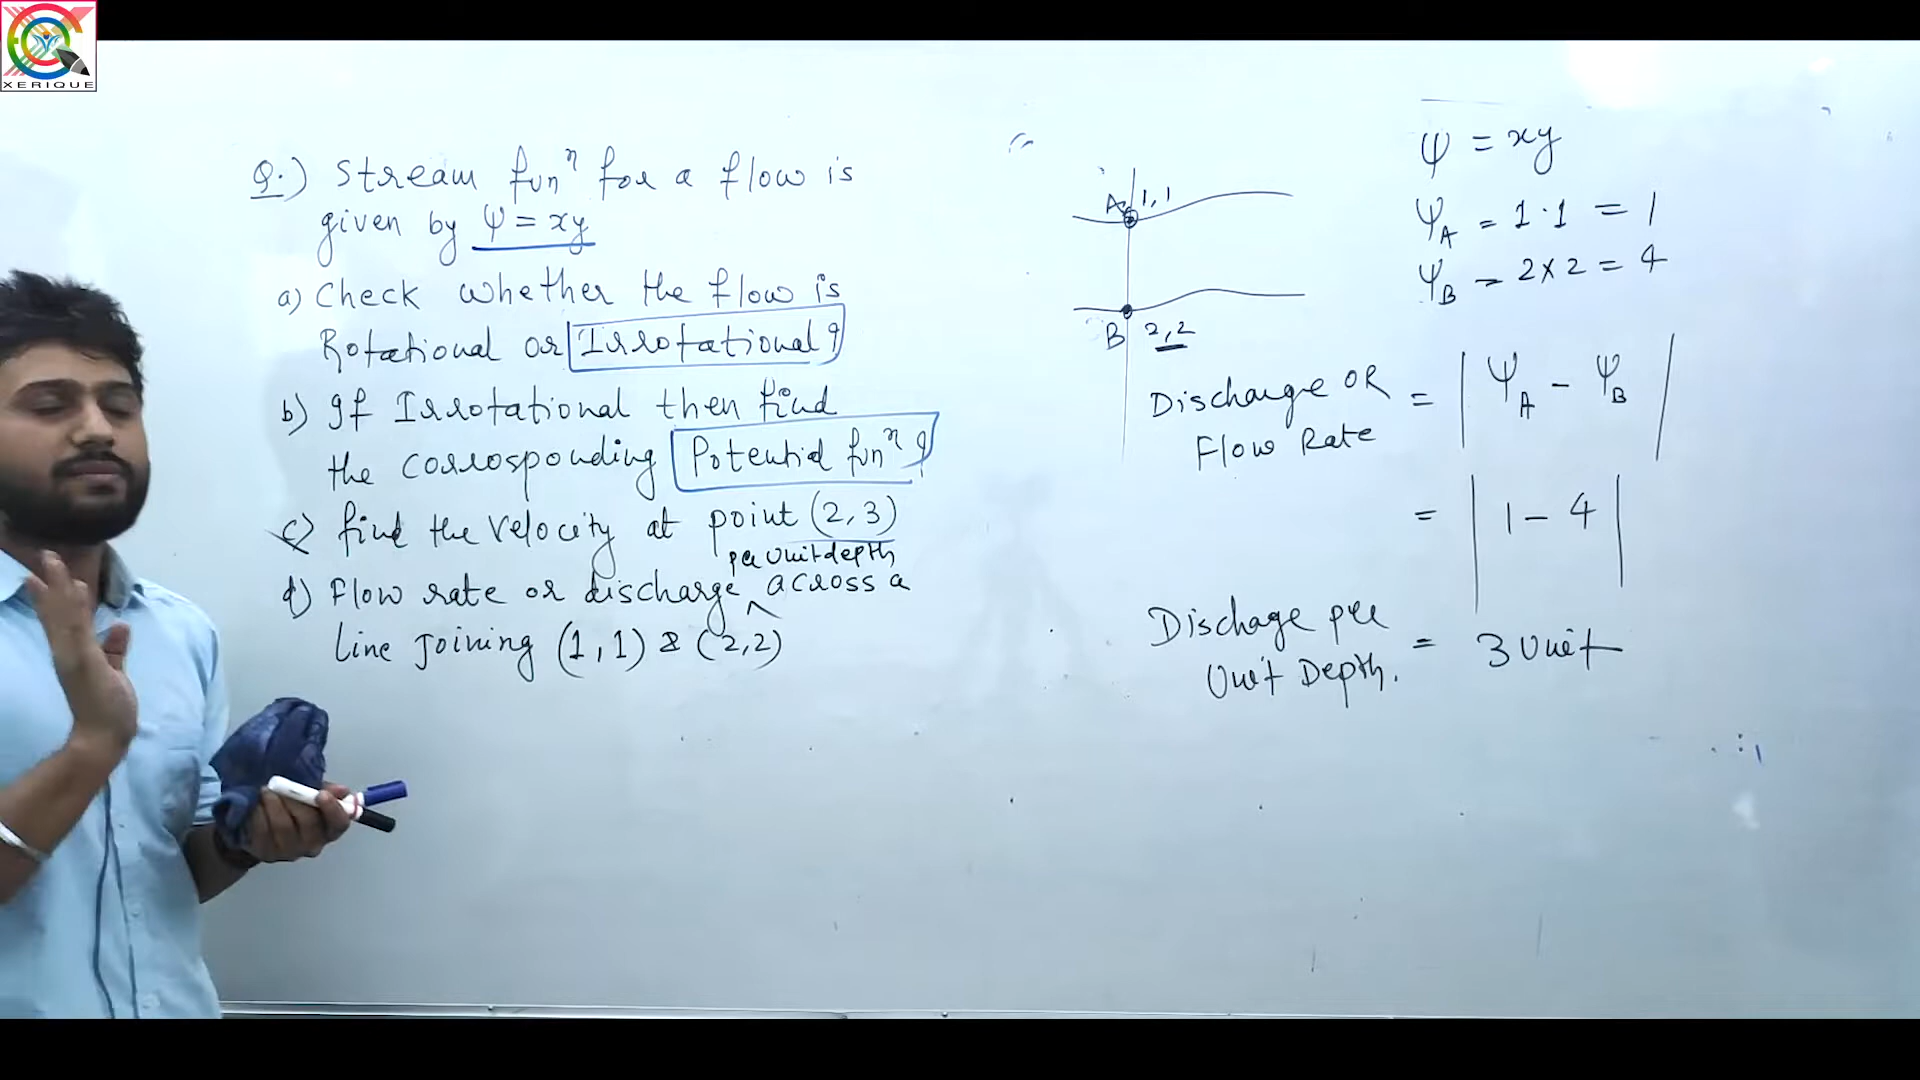 XERIQUE
Q.) Stream funⁿ for a flow is
given by ψ = xy
a) Check whether the flow is
Rotational or Irrotational ?
b) If Irrotational then find
the corrosponding Potential funⁿ ?
c) find the velocity at point (2,3)
per unit depth
d) Flow rate or discharge ^ across a
line joining (1,1) & (2,2)
A 1,1
B 2,2
ψ = xy
ψA = 1·1 = 1
ψB = 2×2 = 4
Discharge OR
Flow Rate = | ψA - ψB |
= | 1 - 4 |
Dischage per
Unit Depth. = 3 Unit